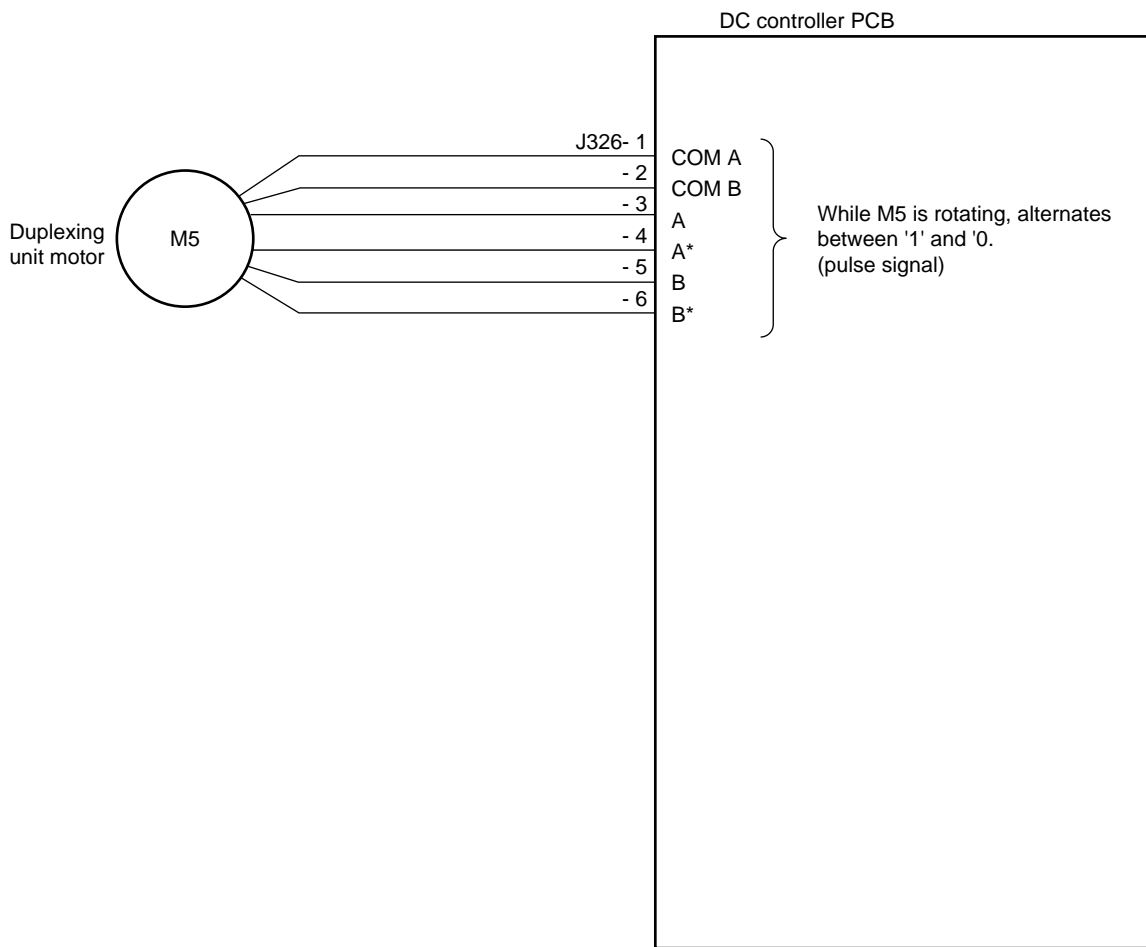 DC controller PCB
J326- 1
- 2
- 3
- 4
- 5
- 6
COM A
COM B
A
A*
B
B*
Duplexing
unit motor
M5
While M5 is rotating, alternates
between '1' and '0.
(pulse signal)